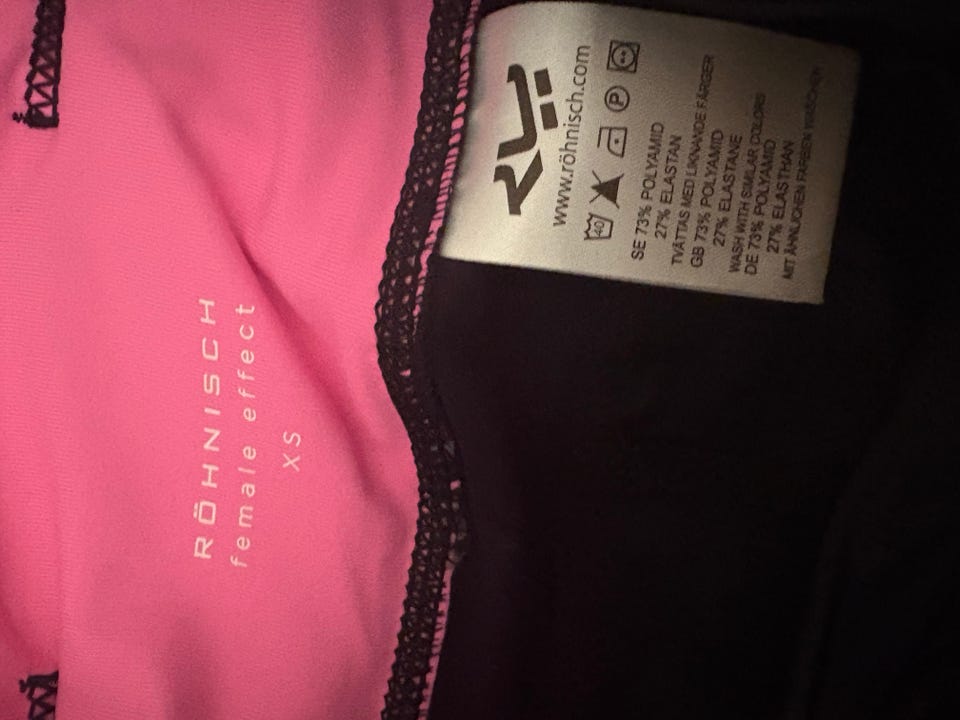 RÖHNISCH
female effect
XS
www.röhnisch.com
40 P
SE 73% POLYAMID
27% ELASTAN
TVÄTTAS MED LIKNANDE FÄRGER
GB 73% POLYAMID
27% ELASTANE
WASH WITH SIMILAR COLORS
DE 73% POLYAMID
27% ELASTHAN
MIT ÄHNLICHEN FARBEN WASCHEN